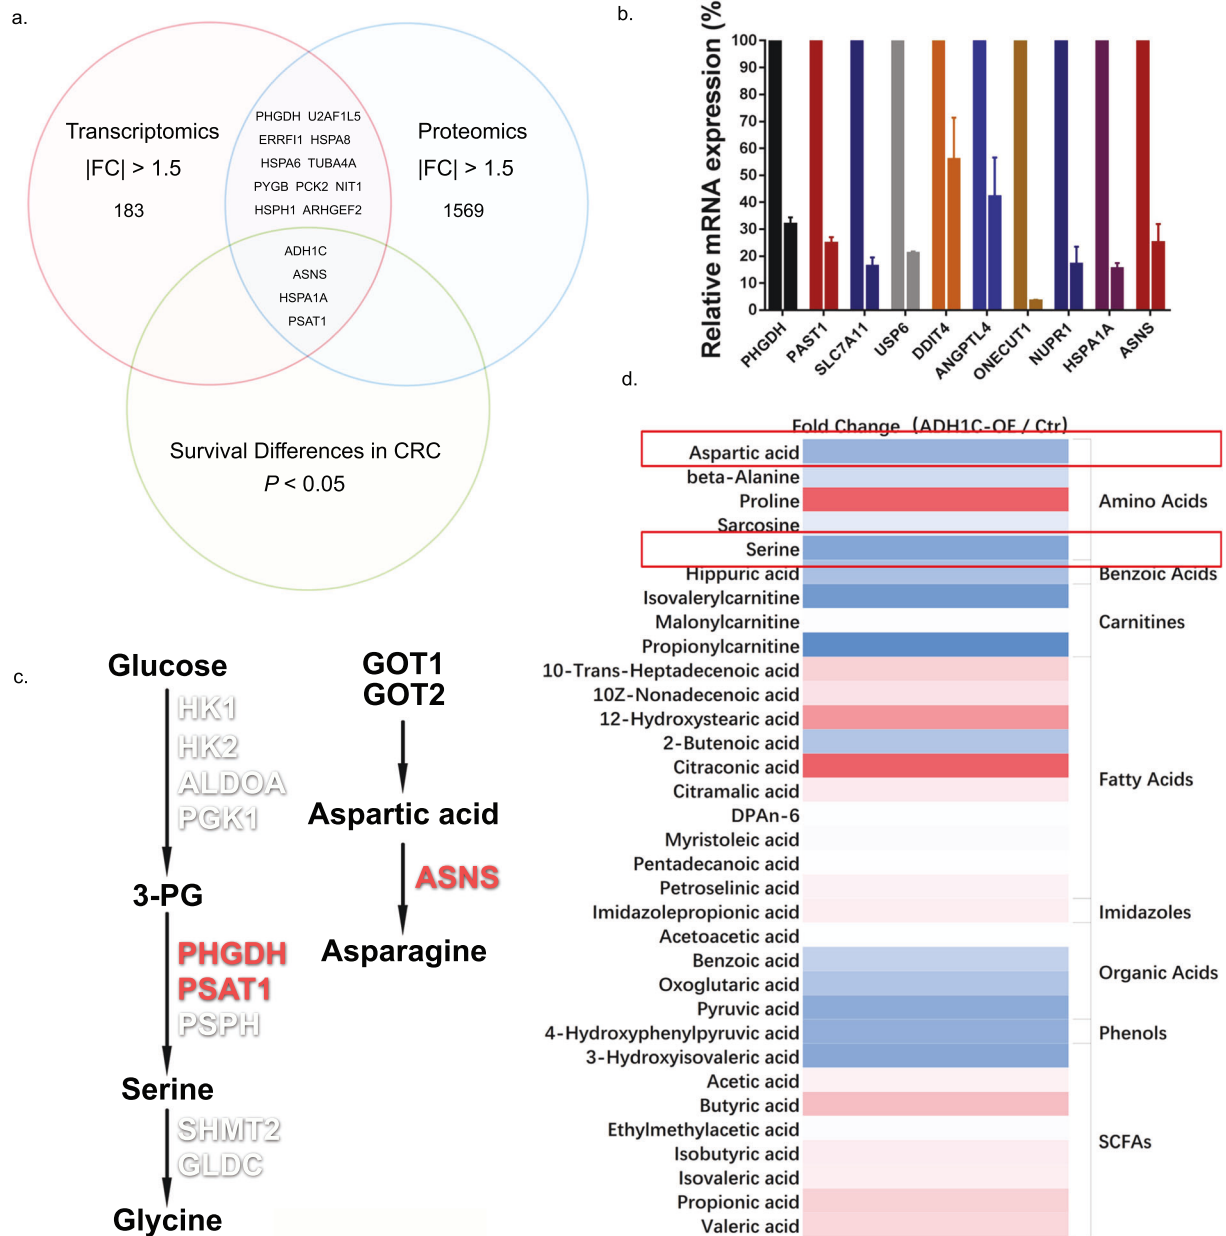 a.
Transcriptomics
|FC| > 1.5
183
PHGDH U2AF1L5
ERRFI1 HSPA8
HSPA6 TUBA4A
PYGB PCK2 NIT1
HSPH1 ARHGEF2
Proteomics
|FC| > 1.5
1569
ADH1C
ASNS
HSPA1A
PSAT1
Survival Differences in CRC
P < 0.05
b.
Relative mRNA expression (%
100
90
80
70
60
50
40
30
20
10
0
PHGDH
PAST1
SLC7A11
USP6
DDIT4
ANGPTL4
ONECUT1
NUPR1
HSPA1A
ASNS
c.
Glucose
HK1
HK2
ALDOA
PGK1
3-PG
PHGDH
PSAT1
PSPH
Serine
SHMT2
GLDC
Glycine
GOT1
GOT2
Aspartic acid
ASNS
Asparagine
d.
Fold Change (ADH1C-OE / Ctr)
Aspartic acid
beta-Alanine
Proline
Sarcosine
Serine
Hippuric acid
Isovalerylcarnitine
Malonylcarnitine
Propionylcarnitine
10-Trans-Heptadecenoic acid
10Z-Nonadecenoic acid
12-Hydroxystearic acid
2-Butenoic acid
Citraconic acid
Citramalic acid
DPAn-6
Myristoleic acid
Pentadecanoic acid
Petroselinic acid
Imidazolepropionic acid
Acetoacetic acid
Benzoic acid
Oxoglutaric acid
Pyruvic acid
4-Hydroxyphenylpyruvic acid
3-Hydroxyisovaleric acid
Acetic acid
Butyric acid
Ethylmethylacetic acid
Isobutyric acid
Isovaleric acid
Propionic acid
Valeric acid
Amino Acids
Benzoic Acids
Carnitines
Fatty Acids
Imidazoles
Organic Acids
Phenols
SCFAs